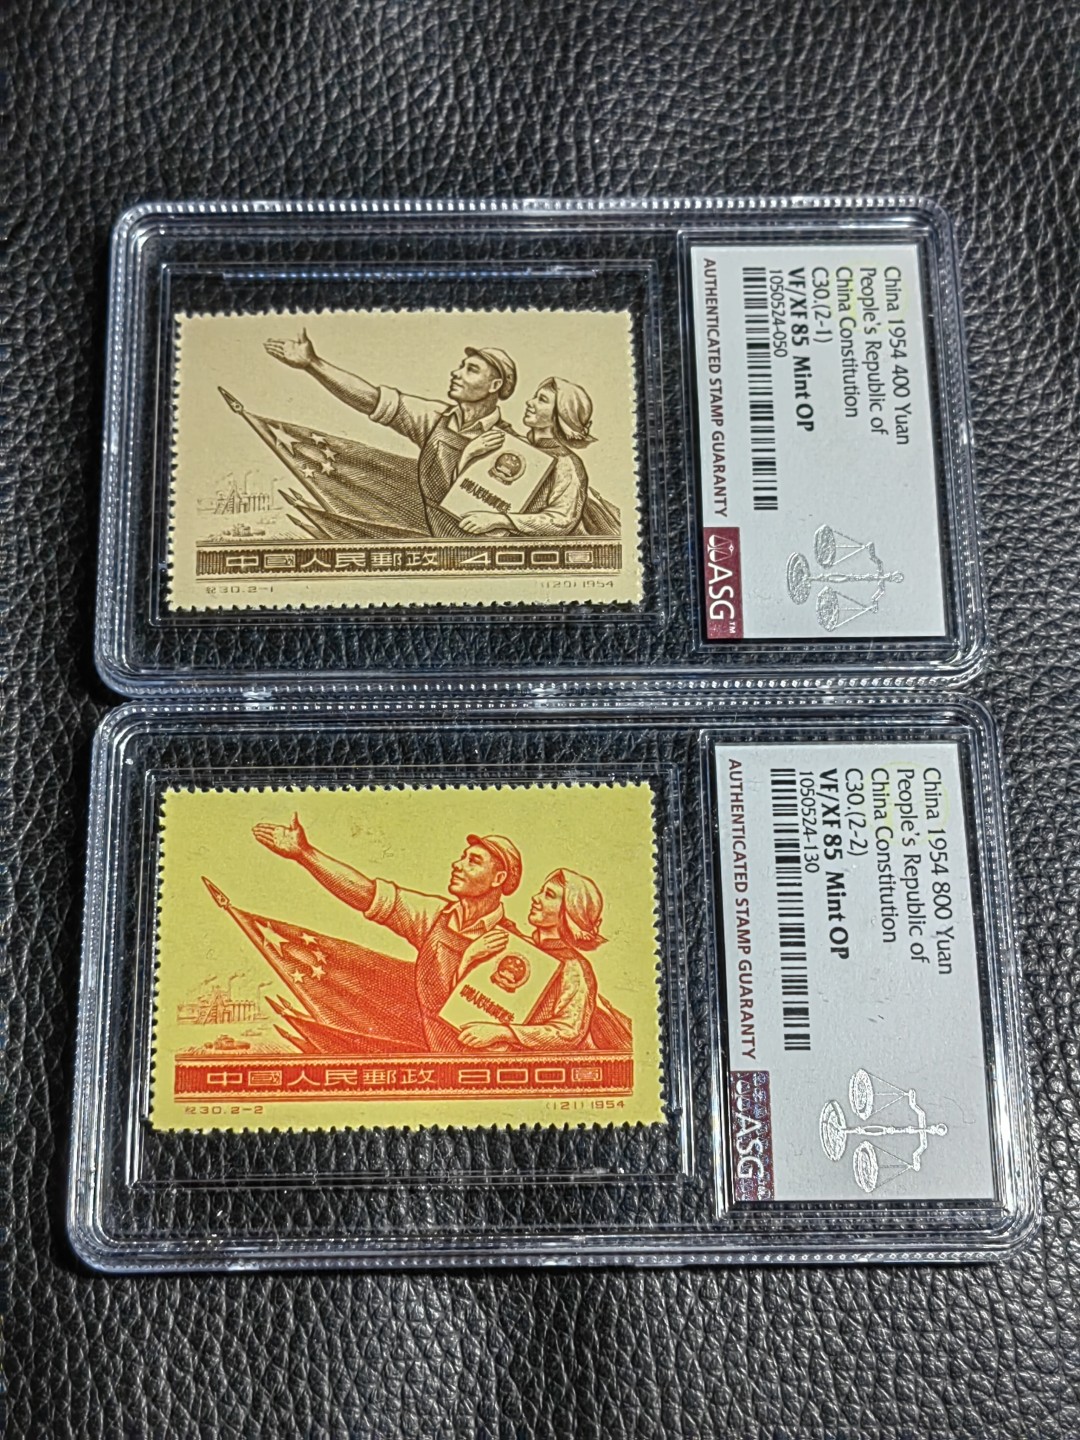 中國人民郵政 400圓
紀30.2-1
(120) 1954
China 1954 400 Yuan
People's Republic of
China Constitution
C30.(2-1)
VF/XF 85 Mint OP
1050524-050
AUTHENTICATED STAMP GUARANTY
ASG™
中國人民郵政 800圓
紀30.2-2
(121) 1954
China 1954 800 Yuan
People's Republic of
China Constitution
C30.(2-2)
VF/XF 85 Mint OP
1050524-130
AUTHENTICATED STAMP GUARANTY
ASG™